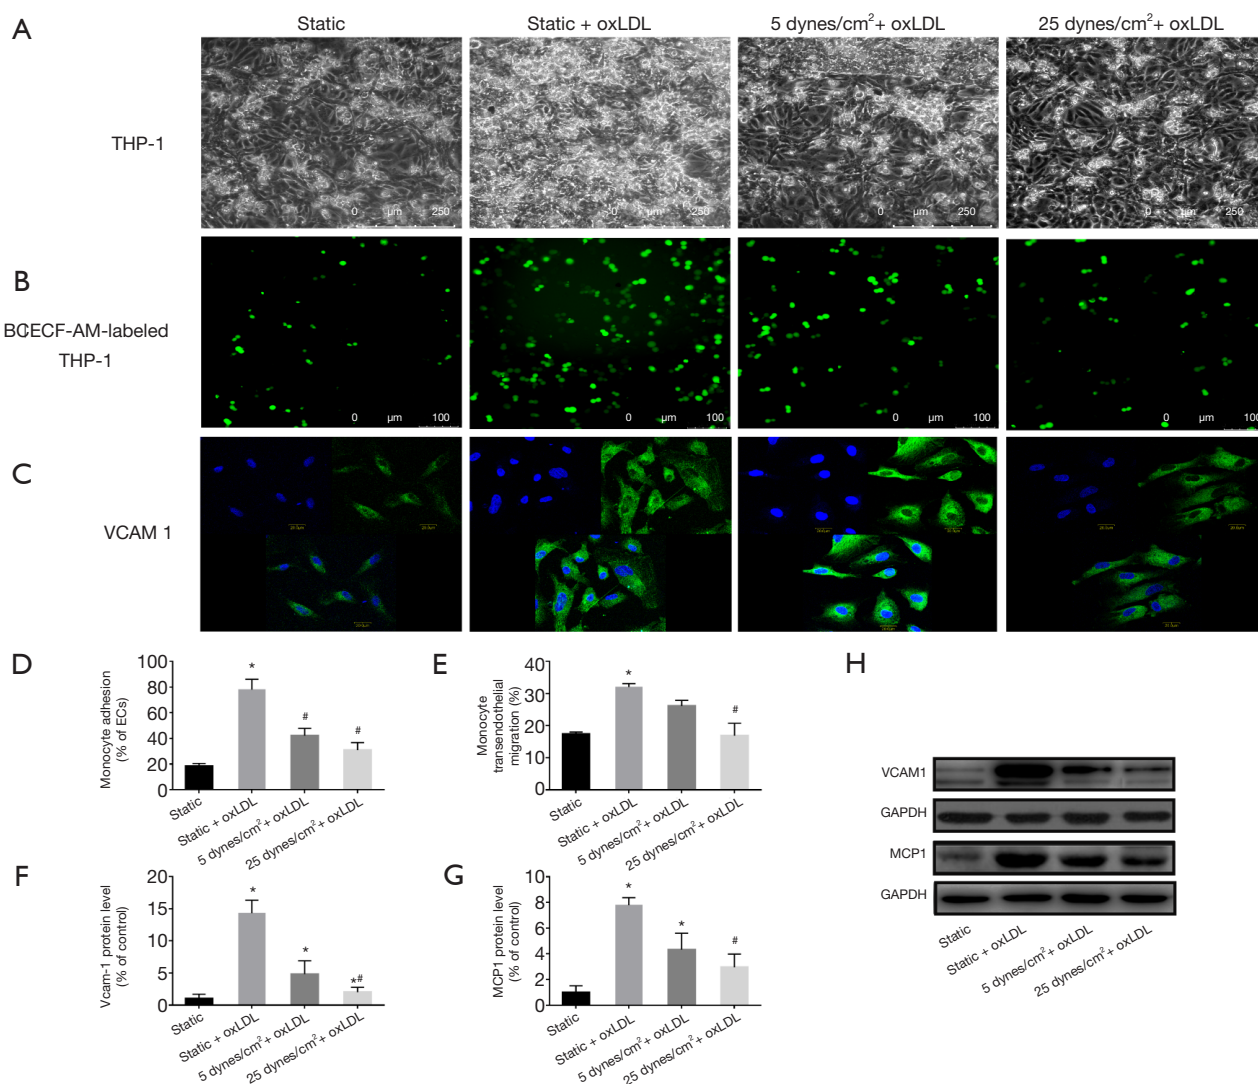 A
Static
Static + oxLDL
5 dynes/cm²+ oxLDL
25 dynes/cm²+ oxLDL
THP-1
0 µm 250
0 µm 250
0 µm 250
0 µm 250
B
BCECF-AM-labeled
THP-1
0 µm 100
0 µm 100
0 µm 100
0 µm 100
C
VCAM 1
D
Monocyte adhesion
(% of ECs)
100
80
60
40
20
0
*
#
#
Static
Static + oxLDL
5 dynes/cm²+ oxLDL
25 dynes/cm²+ oxLDL
E
Monocyte
transendothelial
migration (%)
40
30
20
10
0
*
#
Static
Static + oxLDL
5 dynes/cm²+ oxLDL
25 dynes/cm²+ oxLDL
F
Vcam-1 protein level
(% of control)
20
15
10
5
0
*
*
*#
Static
Static + oxLDL
5 dynes/cm²+ oxLDL
25 dynes/cm²+ oxLDL
G
MCP1 protein level
(% of control)
8
6
4
2
0
*
*
#
Static
Static + oxLDL
5 dynes/cm²+ oxLDL
25 dynes/cm²+ oxLDL
H
VCAM1
GAPDH
MCP1
GAPDH
Static
Static + oxLDL
5 dynes/cm²+ oxLDL
25 dynes/cm²+ oxLDL